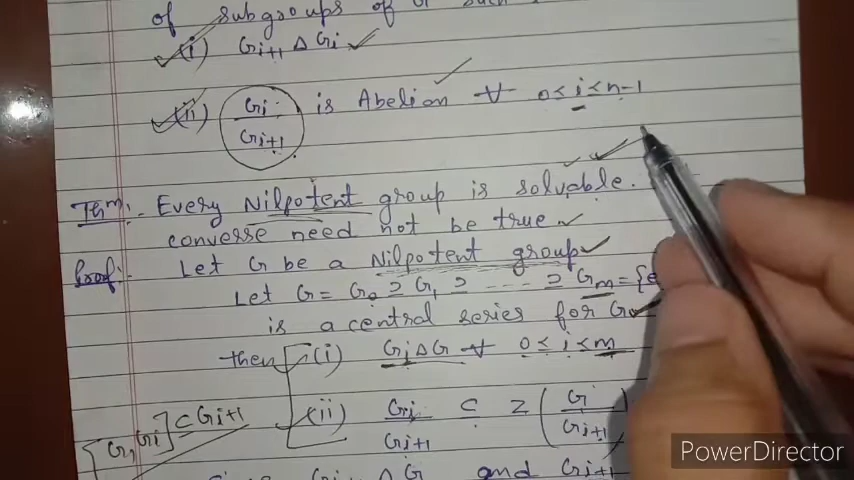 of subgroups of G such
(i) Gi+1 Δ Gi
(ii) Gi/Gi+1 is Abelian ∀ 0≤i≤n-1
Thm:- Every Nilpotent group is solvable.
converse need not be true
Proof:- Let G be a Nilpotent group
Let G = G0 ⊇ G1 ⊇ ---- ⊇ Gm = {e
is a central series for G
then (i) Gi Δ G ∀ 0≤i≤m
(ii) Gi/Gi+1 ⊆ Z(G/Gi+1)
[G, Gi] ⊆ Gi+1
Since Gi Δ G and Gi+1
PowerDirector